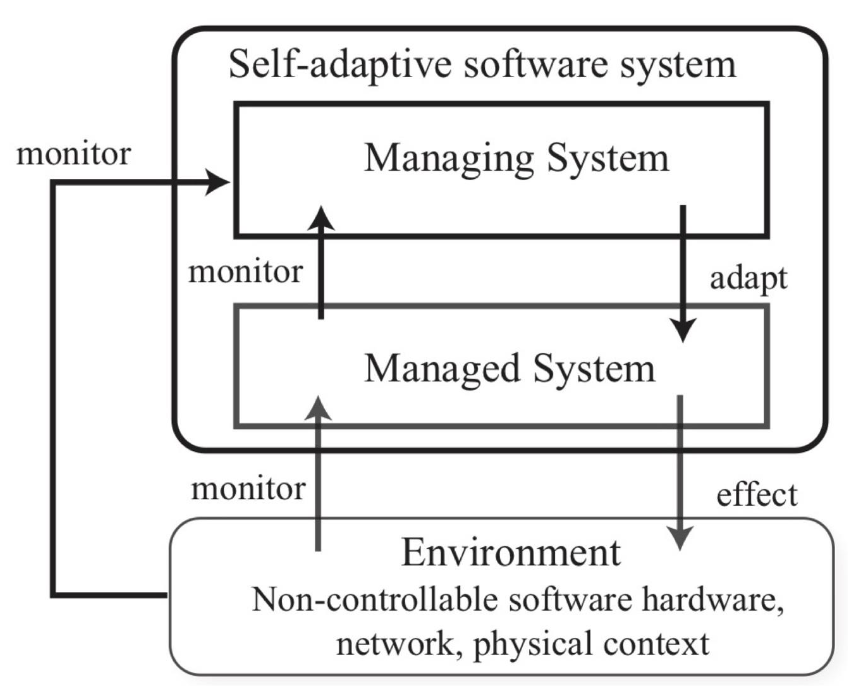 Self-adaptive software system
monitor
Managing System
monitor
adapt
Managed System
monitor
effect
Environment
Non-controllable software hardware,
network, physical context